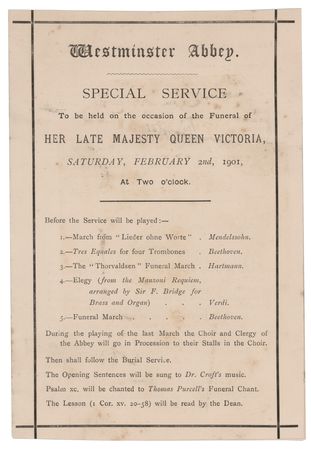 Westminster Abbey.
SPECIAL SERVICE
To be held on the occasion of the Funeral of
HER LATE MAJESTY QUEEN VICTORIA,
SATURDAY, FEBRUARY 2nd, 1901,
At Two o'clock.
Before the Service will be played:—
1.—March from "Lieder ohne Worte" . Mendelssohn.
2.—Tres Equales for four Trombones . Beethoven.
3.—The "Thorvaldsen" Funeral March . Hartmann.
4.—Elegy (from the Manzoni Requiem,
arranged by Sir F. Bridge for
Brass and Organ) . . . Verdi.
5.—Funeral March . . . . . Beethoven.
During the playing of the last March the Choir and Clergy of
the Abbey will go in Procession to their Stalls in the Choir.
Then shall follow the Burial Service.
The Opening Sentences will be sung to Dr. Croft's music.
Psalm xc. will be chanted to Thomas Purcell's Funeral Chant.
The Lesson (1 Cor. xv. 20-58) will be read by the Dean.